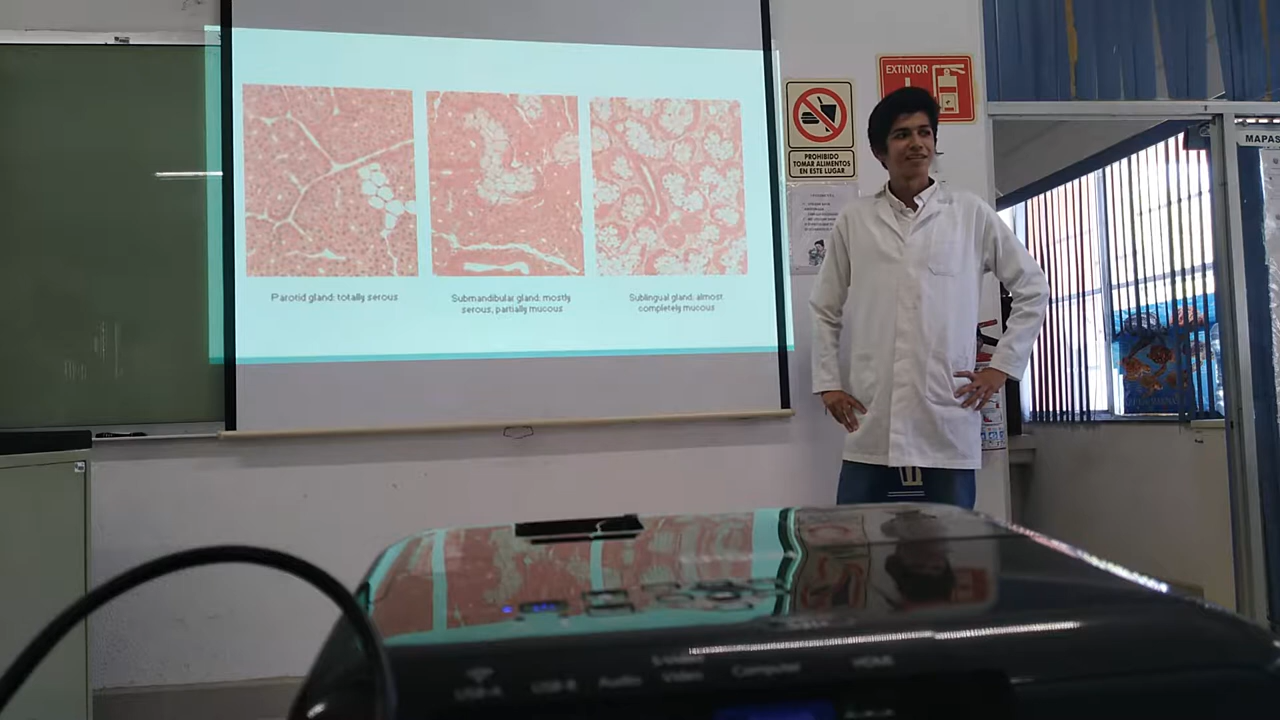 EXTINTOR
PROHIBIDO
TOMAR ALIMENTOS
EN ESTE LUGAR
MAPAS
Parotid gland: totally serous
Submandibular gland: mostly
serous; partially mucous
Sublingual gland: almost
completely mucous
USB-A
USB-B
Audio
S-Video
Video
Computer
HDMI